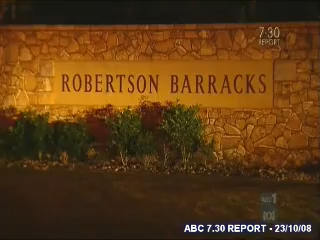 7.30
REPORT
ROBERTSON BARRACKS
ABC 7.30 REPORT - 23/10/08